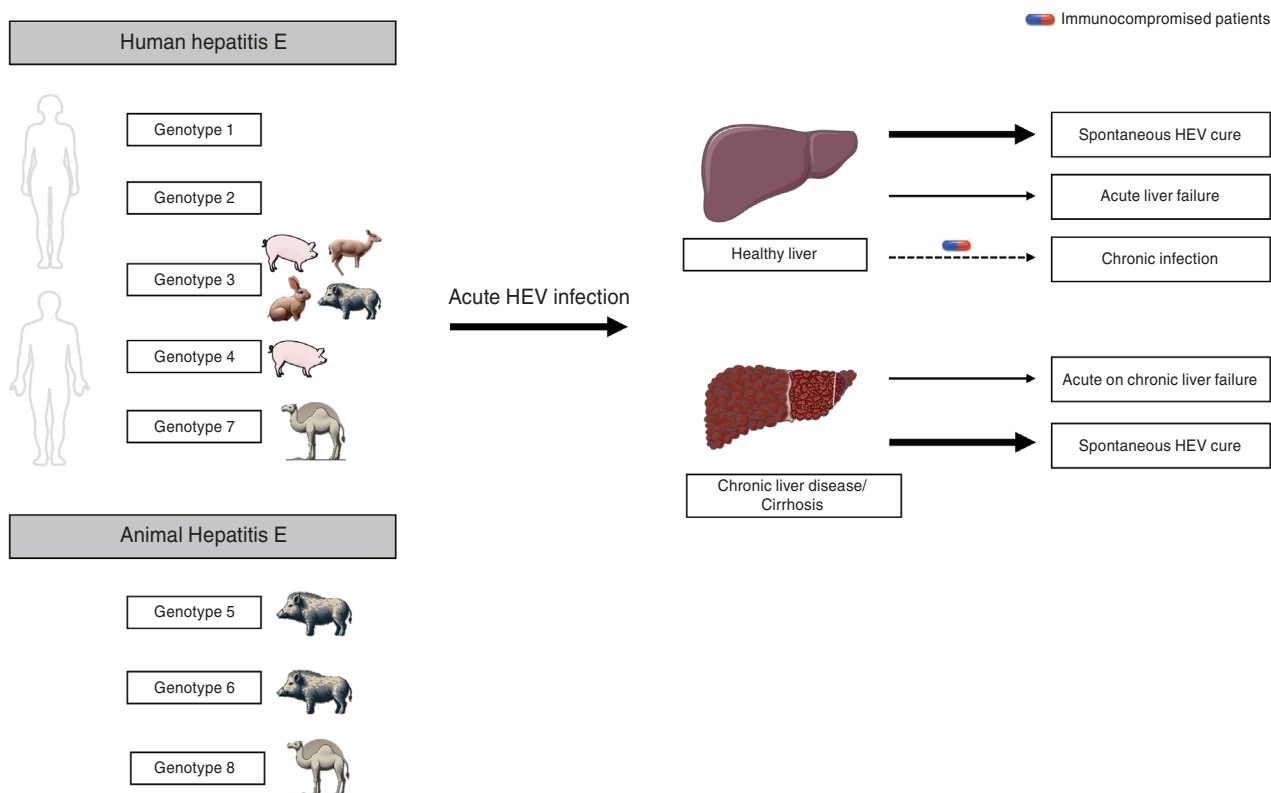 Immunocompromised patients
Human hepatitis E
Genotype 1
Genotype 2
Genotype 3
Genotype 4
Genotype 7
Acute HEV infection
Healthy liver
Spontaneous HEV cure
Acute liver failure
Chronic infection
Chronic liver disease/
Cirrhosis
Acute on chronic liver failure
Spontaneous HEV cure
Animal Hepatitis E
Genotype 5
Genotype 6
Genotype 8